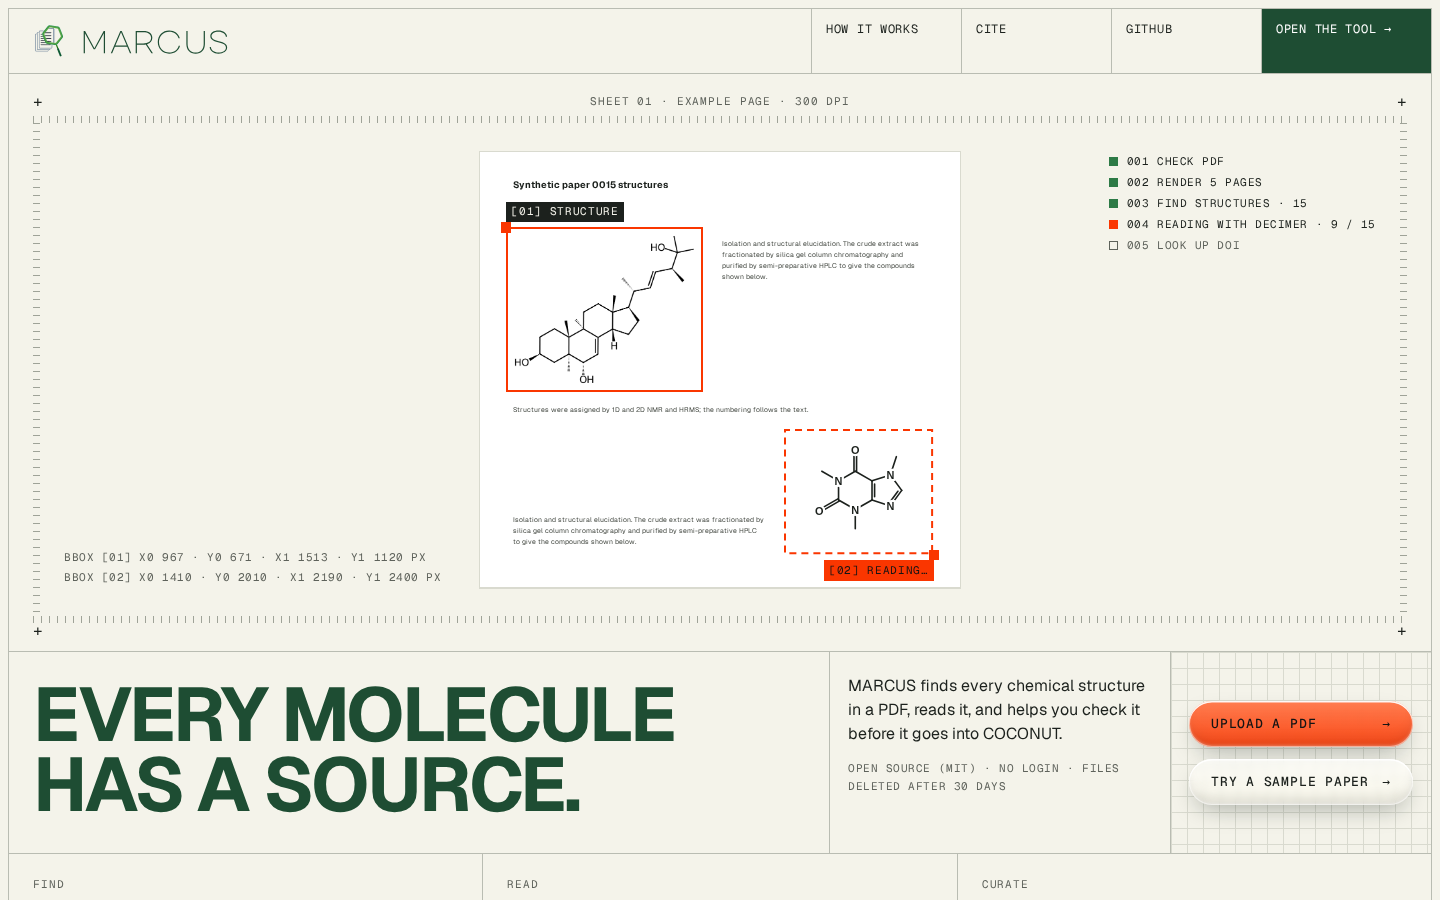 MARCUS
HOW IT WORKS
CITE
GITHUB
OPEN THE TOOL →
+ SHEET 01 · EXAMPLE PAGE · 300 DPI +
Synthetic paper 0015 structures
[01] STRUCTURE
HO
H
HO
OH
Isolation and structural elucidation. The crude extract was
fractionated by silica gel column chromatography and
purified by semi-preparative HPLC to give the compounds
shown below.
Structures were assigned by 1D and 2D NMR and HRMS; the numbering follows the text.
O
N
N
O
N
N
Isolation and structural elucidation. The crude extract was fractionated by
silica gel column chromatography and purified by semi-preparative HPLC
to give the compounds shown below.
[02] READING…
001 CHECK PDF
002 RENDER 5 PAGES
003 FIND STRUCTURES · 15
004 READING WITH DECIMER · 9 / 15
005 LOOK UP DOI
BBOX [01] X0 967 · Y0 671 · X1 1513 · Y1 1120 PX
BBOX [02] X0 1410 · Y0 2010 · X1 2190 · Y1 2400 PX
+ +
EVERY MOLECULE
HAS A SOURCE.
MARCUS finds every chemical structure
in a PDF, reads it, and helps you check it
before it goes into COCONUT.
OPEN SOURCE (MIT) · NO LOGIN · FILES
DELETED AFTER 30 DAYS
UPLOAD A PDF →
TRY A SAMPLE PAPER →
FIND
READ
CURATE